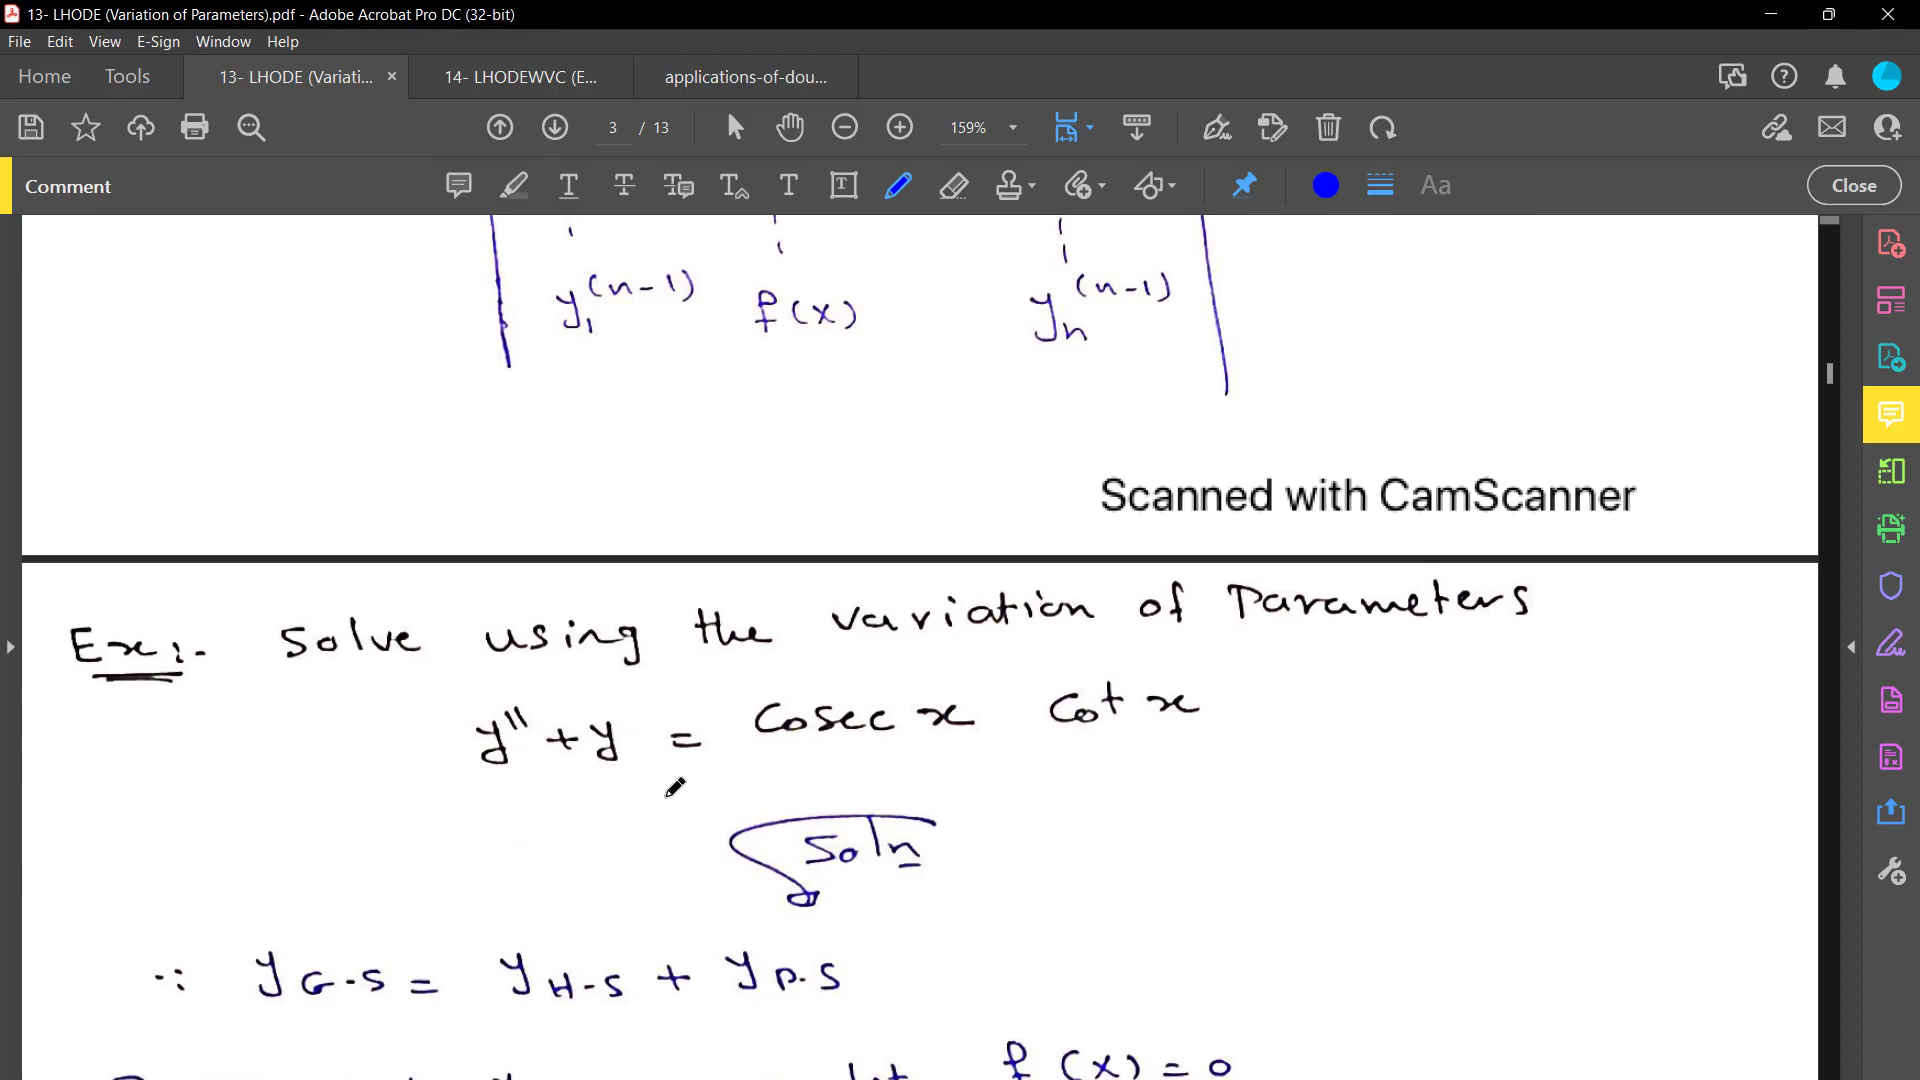 13- LHODE (Variation of Parameters).pdf - Adobe Acrobat Pro DC (32-bit)
File Edit View E-Sign Window Help
Home Tools 13- LHODE (Variati... × 14- LHODEWVC (E... applications-of-dou...
3 / 13 159%
Comment Aa Close
y₁⁽ⁿ⁻¹⁾ f(x) yₙ⁽ⁿ⁻¹⁾
Scanned with CamScanner
Ex:- Solve using the variation of Parameters
y'' + y = Cosec x Cot x
Soln
∵ y G.S = y H.S + y P.S
f(x) = 0